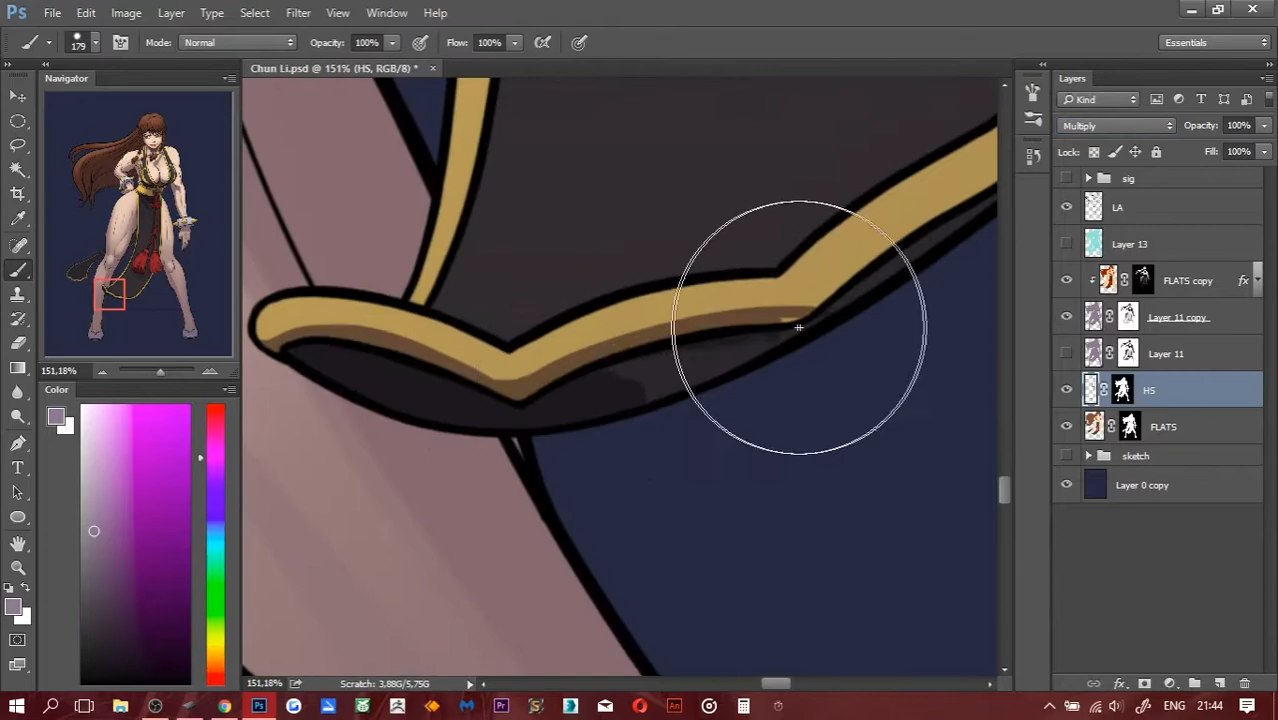 Ps File Edit Image Layer Type Select Filter View Window Help
179 Mode: Normal Opacity: 100% Flow: 100% Essentials
Navigator
Chun Li.psd @ 151% (HS, RGB/8) *
Layers
Kind
Multiply Opacity: 100%
Lock: Fill: 100%
sig
LA
Layer 13
FLATS copy fx
Layer 11 copy
Layer 11
HS
FLATS
sketch
Layer 0 copy
151,18%
Color
151,18% Scratch: 3,88G/5,75G
ENG 21:44